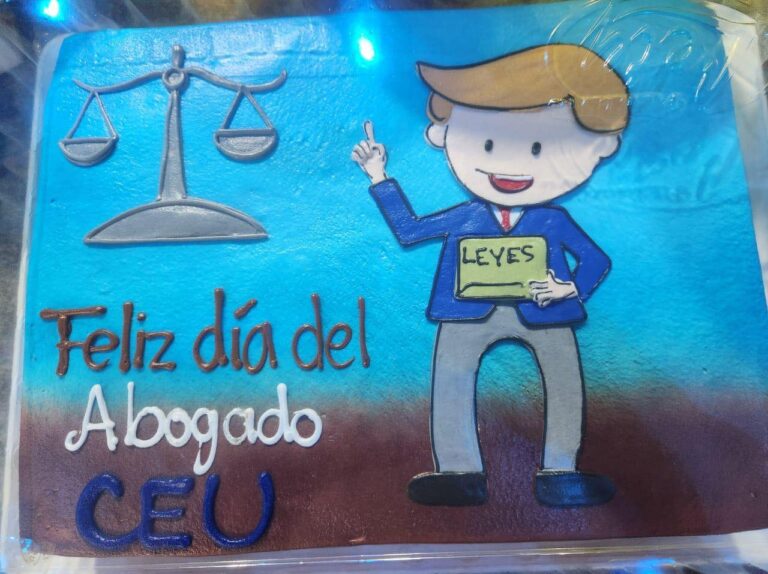 LEYES
Feliz día del
Abogado
CEU